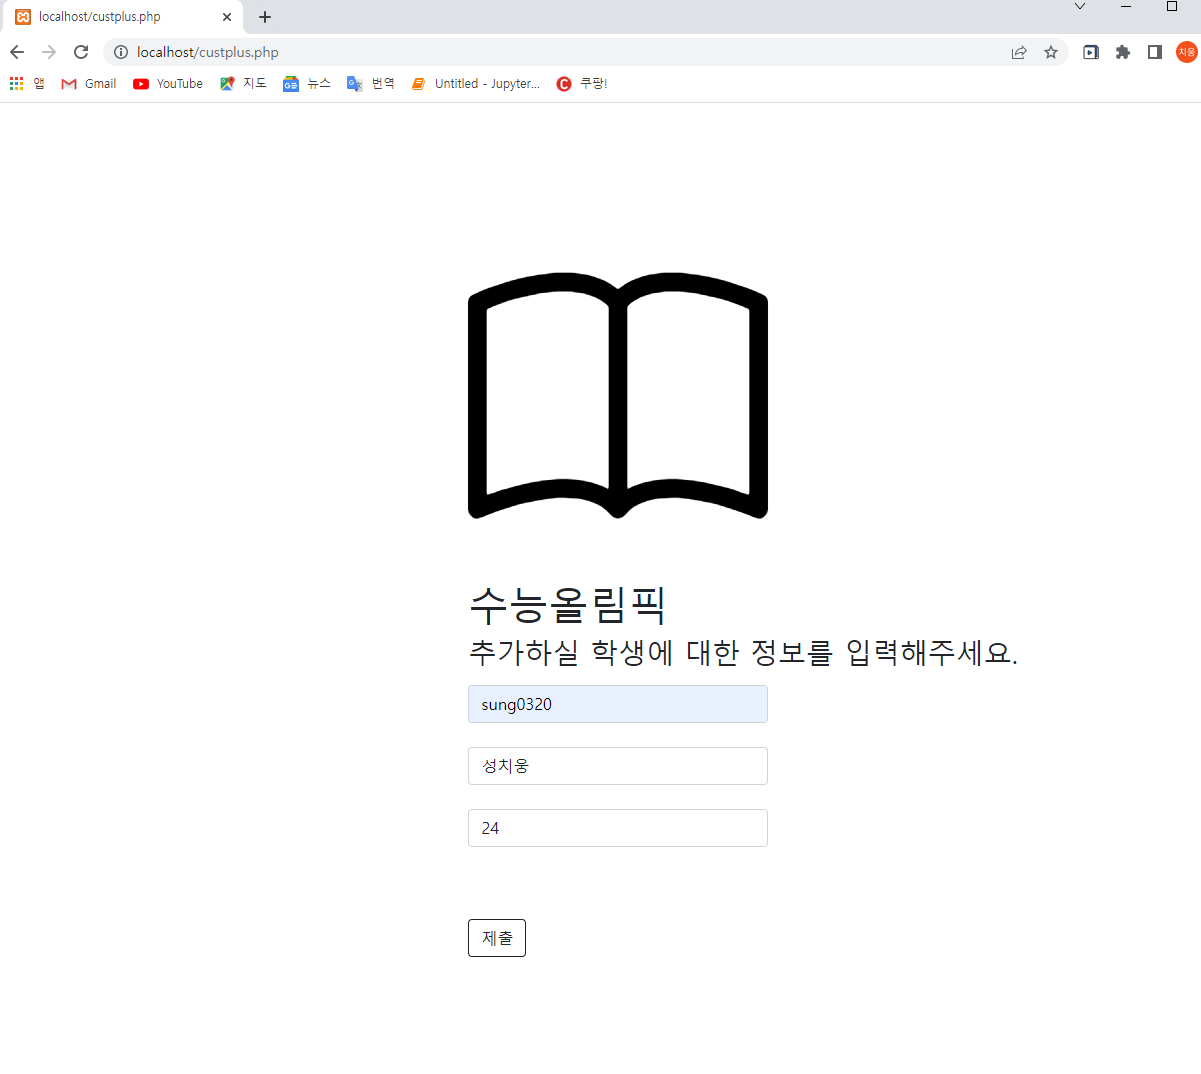 localhost/custplus.php
localhost/custplus.php
치웅
앱 Gmail YouTube 지도 뉴스 번역 Untitled - Jupyter... 쿠팡!
수능올림픽
추가하실 학생에 대한 정보를 입력해주세요.
sung0320
성치웅
24
제출